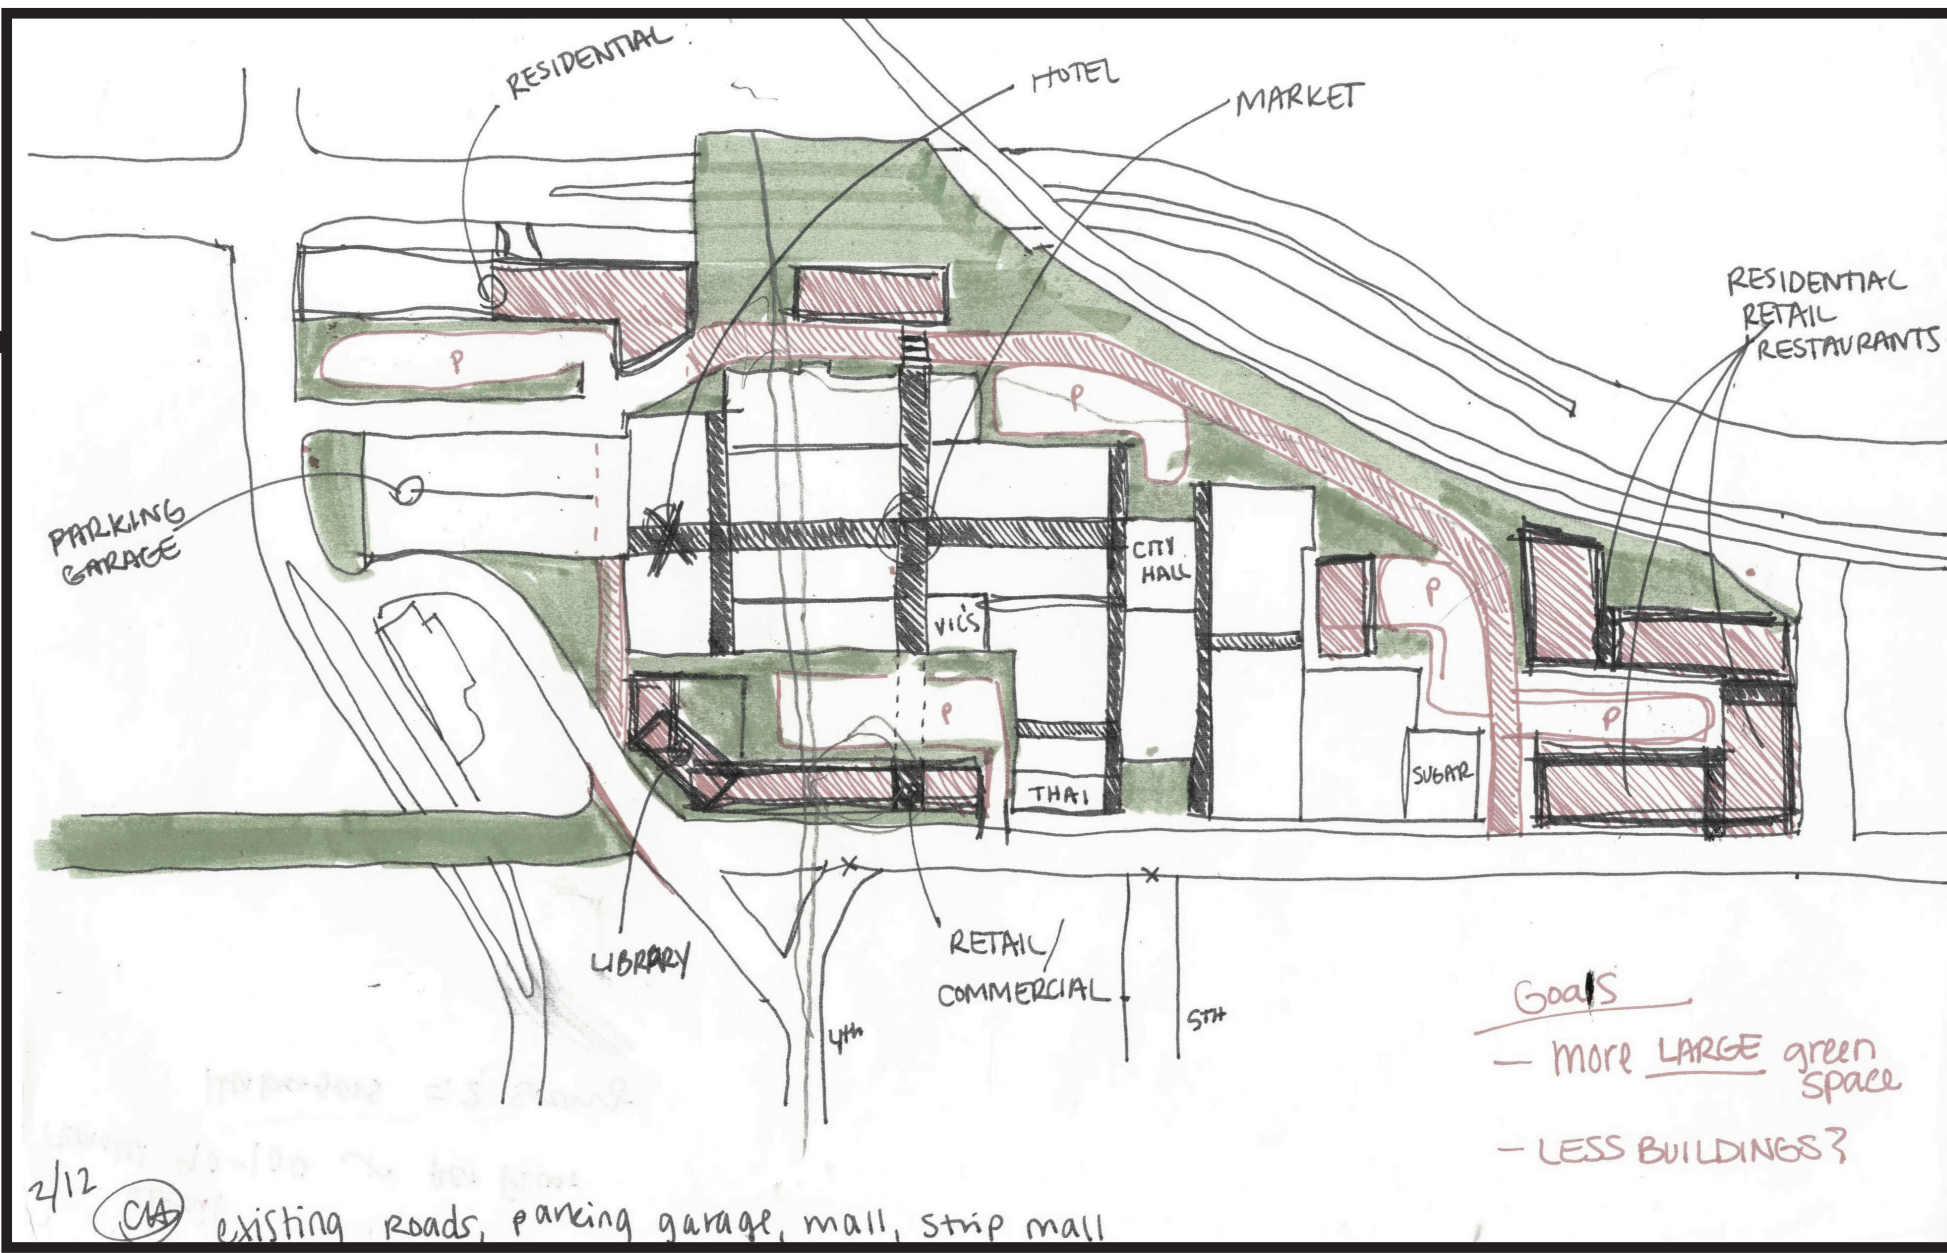 RESIDENTIAL
HOTEL
MARKET
RESIDENTIAL
RETAIL
RESTAURANTS
P
P
PARKING
GARAGE
CITY
HALL
P
VIC'S
P
P
SUGAR
THAI
LIBRARY
RETAIL/
COMMERCIAL
4th
5TH
Goals
— more LARGE green
space
— LESS BUILDINGS?
2/12
existing Roads, parking garage, mall, strip mall